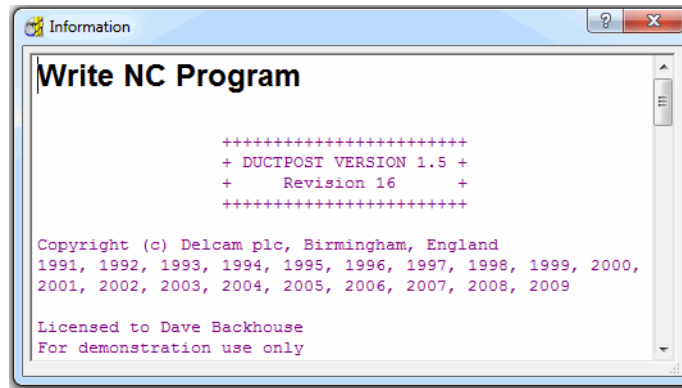 Information
Write NC Program
++++++++++++++++++++++++
+ DUCTPOST VERSION 1.5 +
+ Revision 16 +
++++++++++++++++++++++++
Copyright (c) Delcam plc, Birmingham, England
1991, 1992, 1993, 1994, 1995, 1996, 1997, 1998, 1999, 2000,
2001, 2002, 2003, 2004, 2005, 2006, 2007, 2008, 2009
Licensed to Dave Backhouse
For demonstration use only